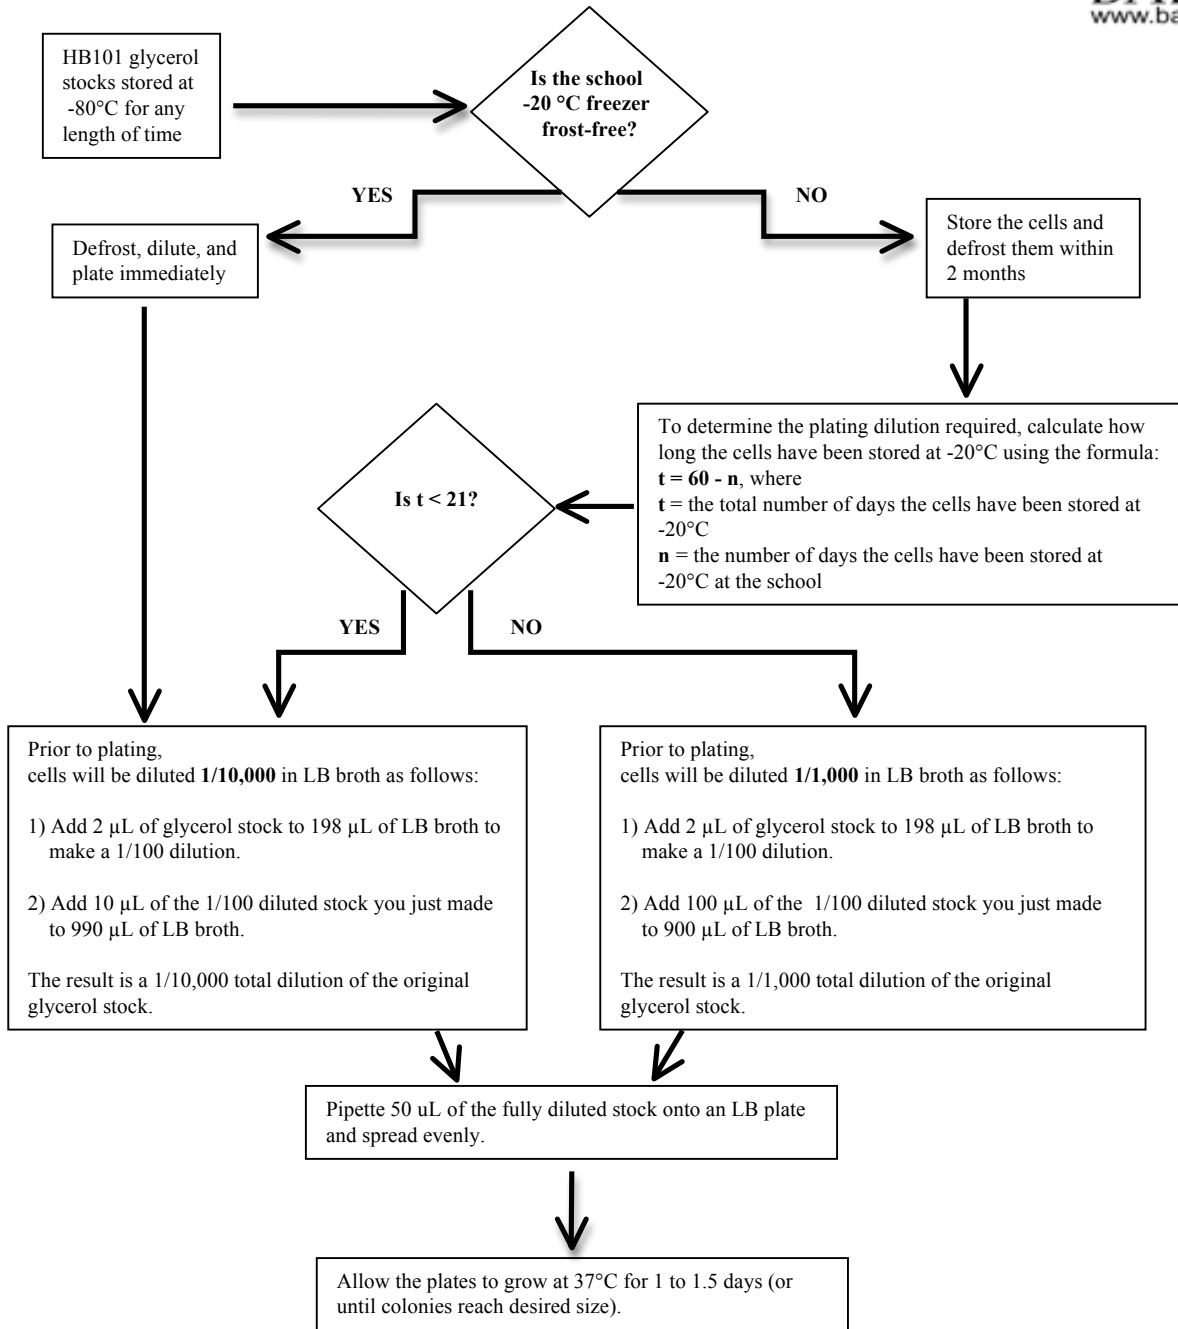 www.ba
HB101 glycerol
stocks stored at
-80°C for any
length of time
Is the school
-20 °C freezer
frost-free?
YES
NO
Defrost, dilute, and
plate immediately
Store the cells and
defrost them within
2 months
To determine the plating dilution required, calculate how
long the cells have been stored at -20°C using the formula:
t = 60 - n, where
t = the total number of days the cells have been stored at
-20°C
n = the number of days the cells have been stored at
-20°C at the school
Is t < 21?
YES
NO
Prior to plating,
cells will be diluted 1/10,000 in LB broth as follows:
1) Add 2 µL of glycerol stock to 198 µL of LB broth to
make a 1/100 dilution.
2) Add 10 µL of the 1/100 diluted stock you just made
to 990 µL of LB broth.
The result is a 1/10,000 total dilution of the original
glycerol stock.
Prior to plating,
cells will be diluted 1/1,000 in LB broth as follows:
1) Add 2 µL of glycerol stock to 198 µL of LB broth to
make a 1/100 dilution.
2) Add 100 µL of the 1/100 diluted stock you just made
to 900 µL of LB broth.
The result is a 1/1,000 total dilution of the original
glycerol stock.
Pipette 50 uL of the fully diluted stock onto an LB plate
and spread evenly.
Allow the plates to grow at 37°C for 1 to 1.5 days (or
until colonies reach desired size).